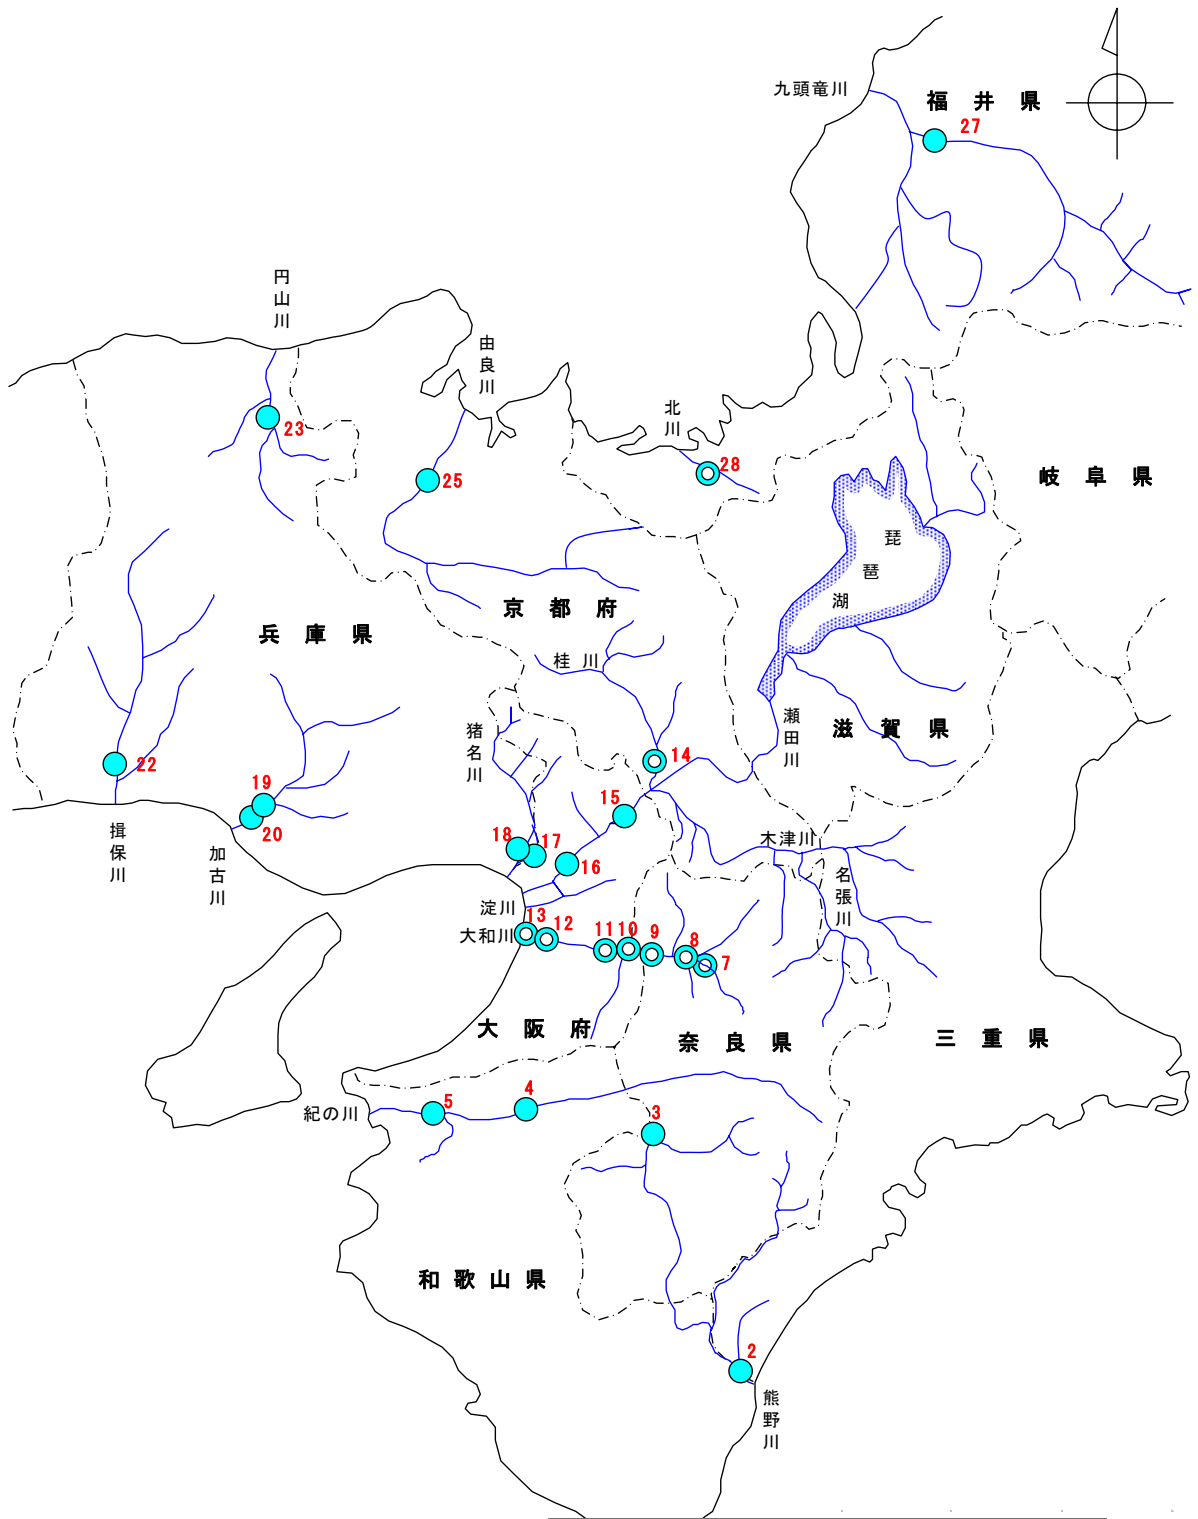 九頭竜川
福井県
27
円山川
由良川
23
25
北川
28
岐阜県
琵琶湖
京都府
兵庫県
桂川
猪名川
瀬田川
滋賀県
14
22
19
20
15
18
17
16
揖保川
加古川
木津川
名張川
淀川
大和川
13
12
11
10
9
8
7
大阪府
奈良県
三重県
紀の川
5
4
3
和歌山県
2
熊野川